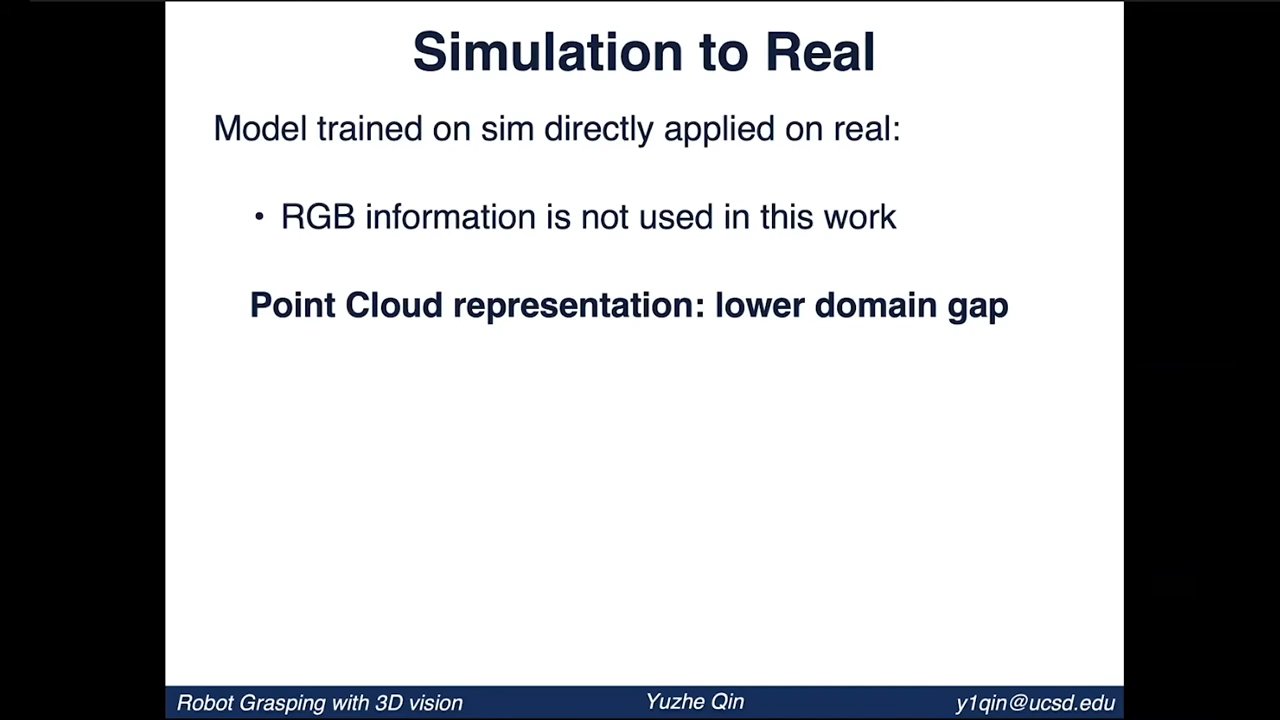 Simulation to Real
Model trained on sim directly applied on real:
• RGB information is not used in this work
Point Cloud representation: lower domain gap
Robot Grasping with 3D vision
Yuzhe Qin
y1qin@ucsd.edu